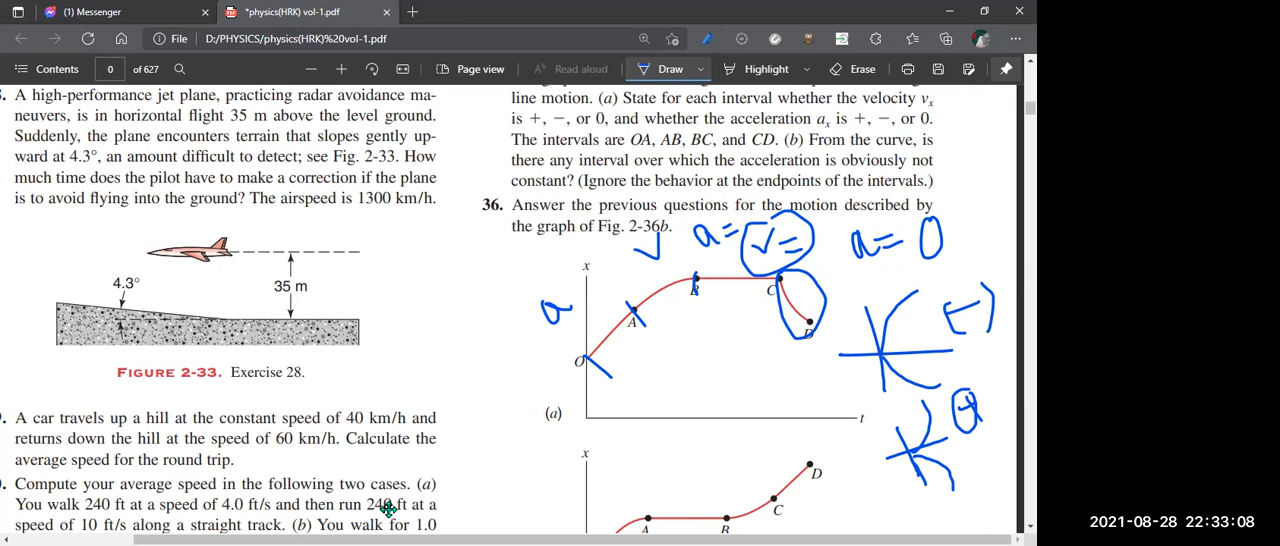 (1) Messenger
*physics(HRK) vol-1.pdf
File
D:/PHYSICS/physics(HRK)%20vol-1.pdf
Contents
0
of 627
Page view
Read aloud
Draw
Highlight
Erase
A high-performance jet plane, practicing radar avoidance ma-
neuvers, is in horizontal flight 35 m above the level ground.
Suddenly, the plane encounters terrain that slopes gently up-
ward at 4.3°, an amount difficult to detect; see Fig. 2-33. How
much time does the pilot have to make a correction if the plane
is to avoid flying into the ground? The airspeed is 1300 km/h.
4.3°
35 m
FIGURE 2-33. Exercise 28.
A car travels up a hill at the constant speed of 40 km/h and
returns down the hill at the speed of 60 km/h. Calculate the
average speed for the round trip.
Compute your average speed in the following two cases. (a)
You walk 240 ft at a speed of 4.0 ft/s and then run 240 ft at a
speed of 10 ft/s along a straight track. (b) You walk for 1.0
line motion. (a) State for each interval whether the velocity vₓ
is +, −, or 0, and whether the acceleration aₓ is +, −, or 0.
The intervals are OA, AB, BC, and CD. (b) From the curve, is
there any interval over which the acceleration is obviously not
constant? (Ignore the behavior at the endpoints of the intervals.)
36. Answer the previous questions for the motion described by
the graph of Fig. 2-36b.
a =
v =
a = 0
x
B
C
A
D
O
(−)
+
(a)
t
x
D
C
A
B
2021-08-28 22:33:08